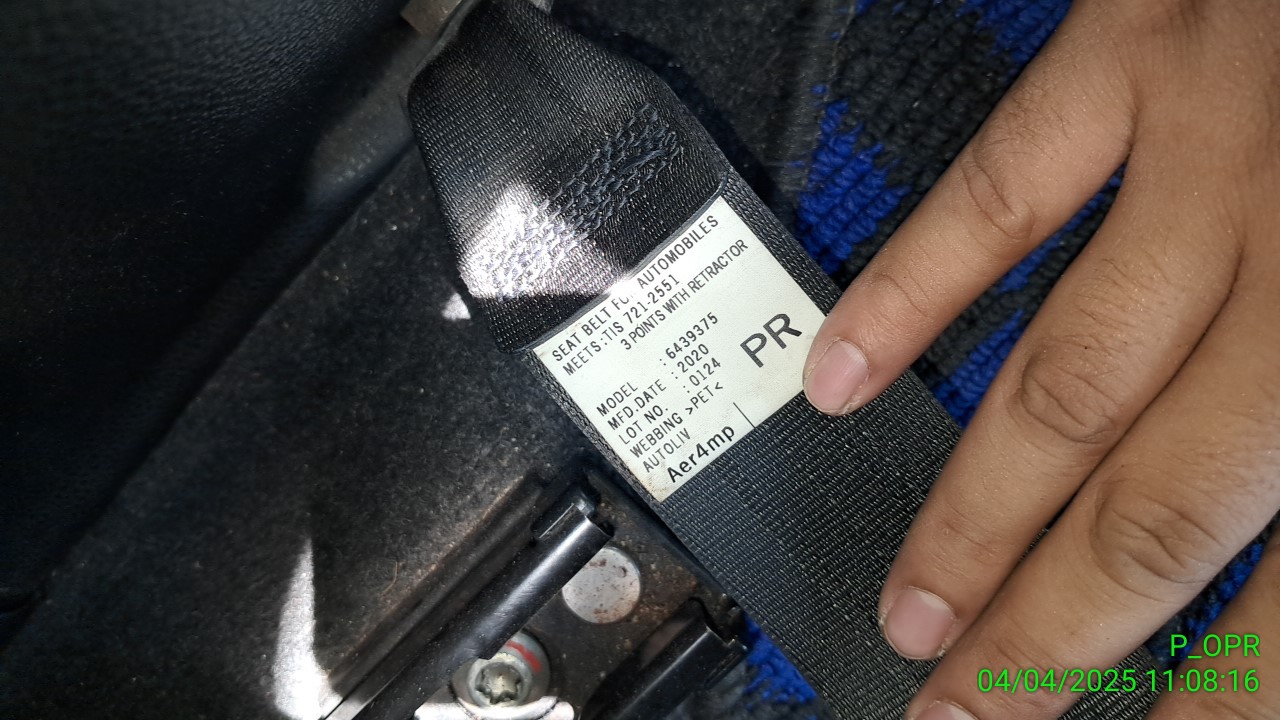 SEAT BELT FOR AUTOMOBILES
MEETS:TIS 721-2551
3 POINTS WITH RETRACTOR
MODEL : 6439375
MFD.DATE : 2020
LOT NO. : 0124
WEBBING >PET<
AUTOLIV
Aer4mp
PR
P_OPR
04/04/2025 11:08:16